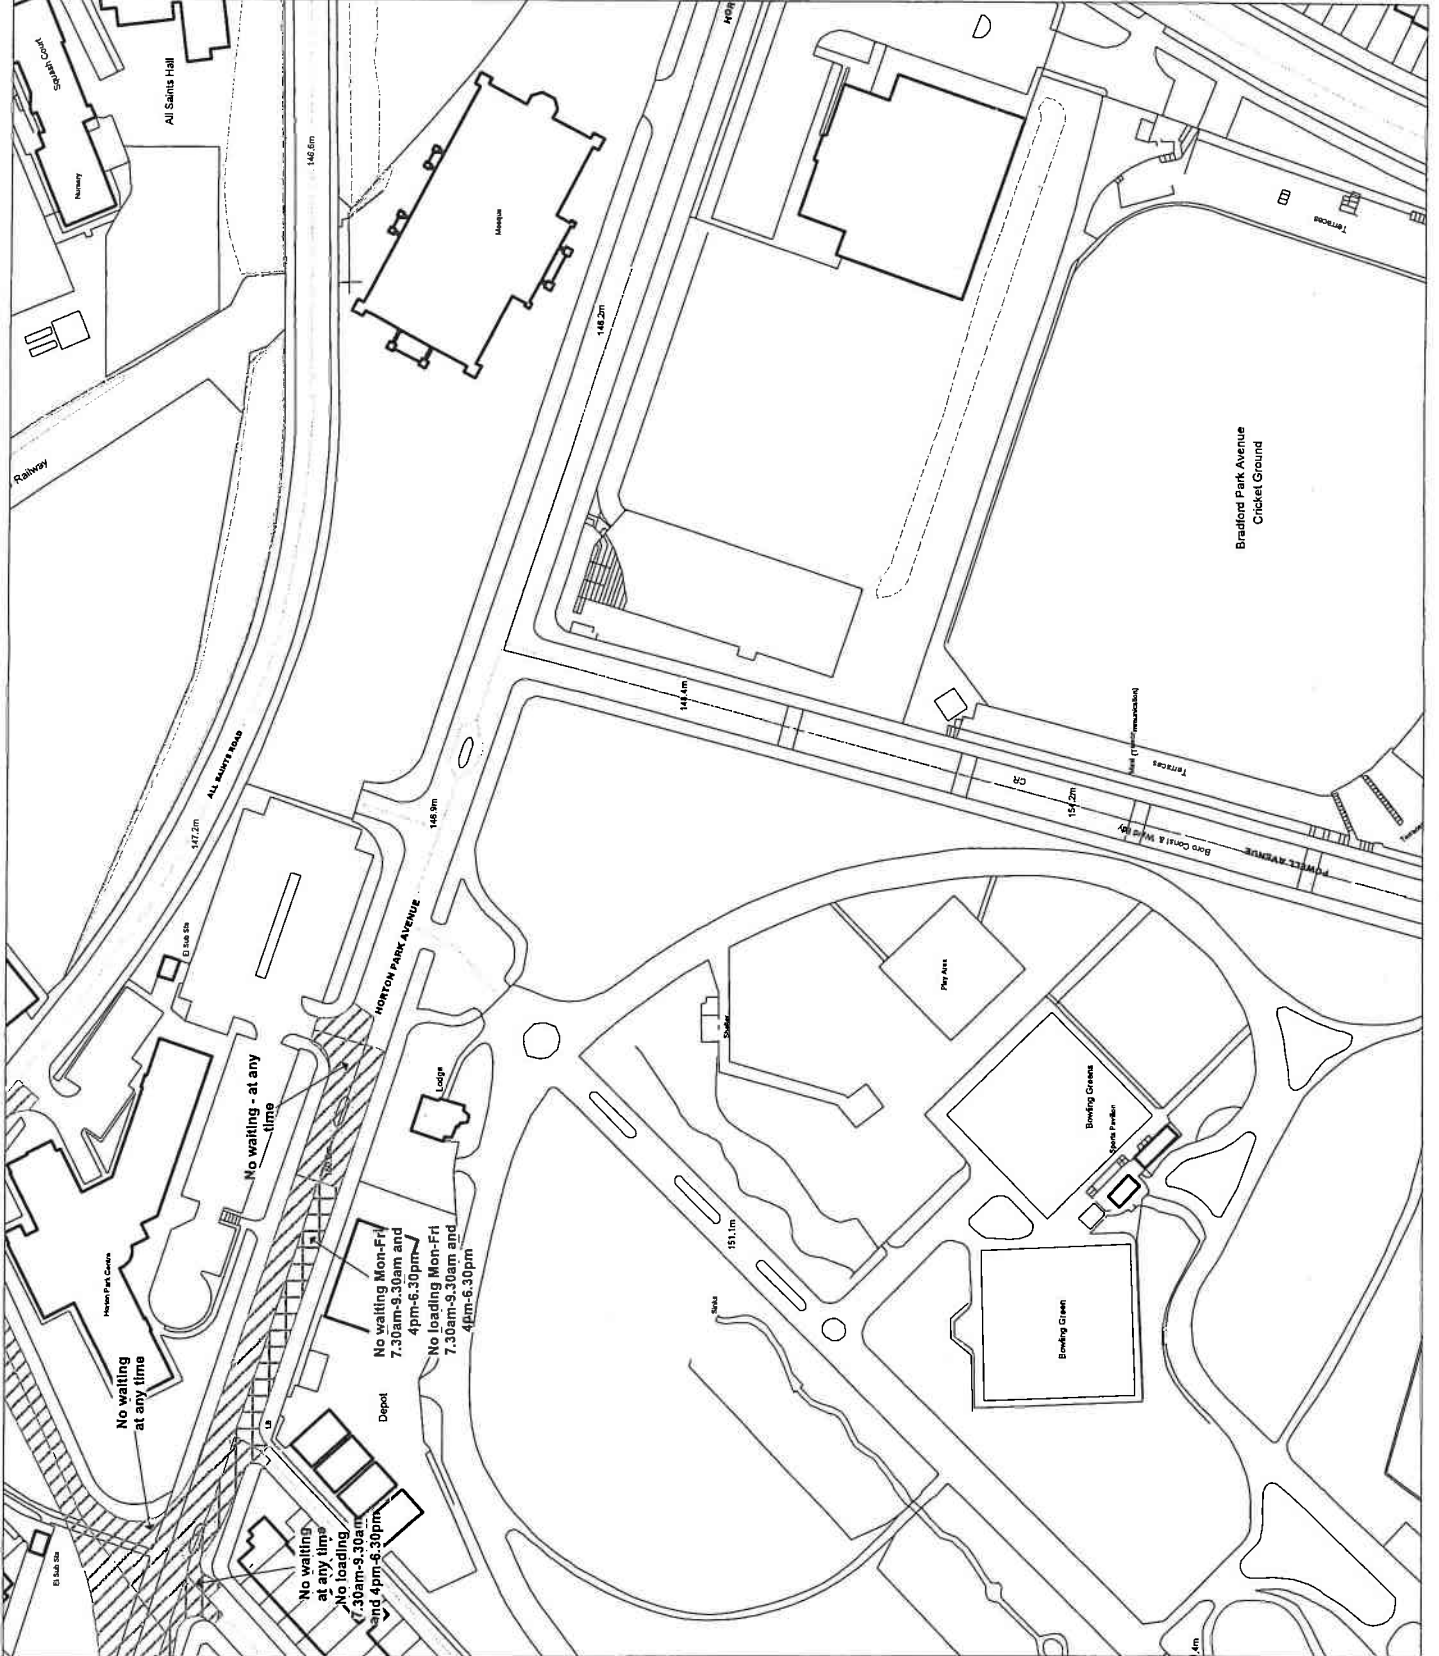 Squash Court
All Saints Hall
Nursery
Railway
146.6m
HOR
Mosque
148.2m
Terraces
Bradford Park Avenue
Cricket Ground
ALL SAINTS ROAD
147.2m
148.9m
148.4m
CR
Terraces
154.2m
Boro Const & Ward Bdy
POWELL AVENUE
El Sub Sta
HORTON PARK AVENUE
Play Area
Shelter
Lodge
No waiting - at any
time
Bowling Greens
Sports Pavilion
151.1m
Horton Park Centre
No waiting Mon-Fri
7.30am-9.30am and
4pm-6.30pm
No loading Mon-Fri
7.30am-9.30am and
4pm-6.30pm
Sinks
Bowling Green
No waiting
at any time
Depot
LB
El Sub Sta
No waiting
at any time
No loading
7.30am-9.30am
and 4pm-6.30pm